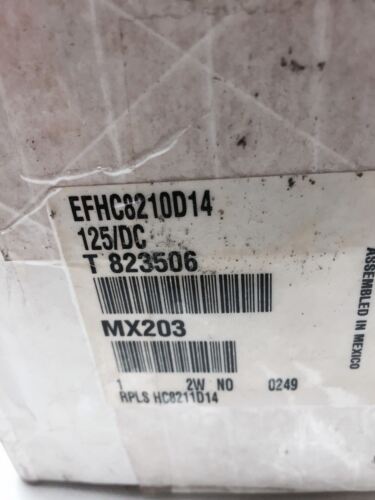 EFHC8210D14
125/DC
T 823506
MX203
1 2W NO 0249
RPLS HC8211D14
ASSEMBLED IN MEXICO